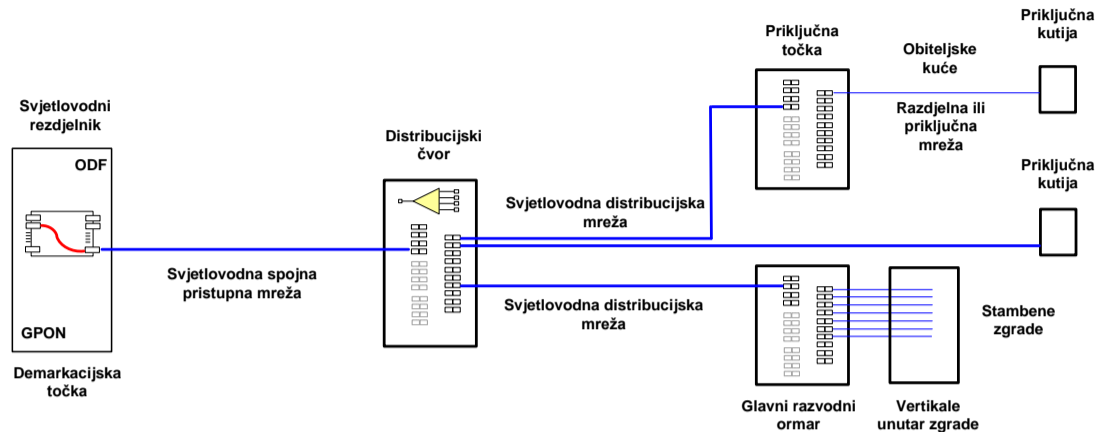 Svjetlovodni
rezdjelnik
ODF
GPON
Demarkacijska
točka
Svjetlovodna spojna
pristupna mreža
Distribucijski
čvor
Svjetlovodna distribucijska
mreža
Svjetlovodna distribucijska
mreža
Priključna
točka
Obiteljske
kuće
Razdjelna ili
priključna
mreža
Priključna
kutija
Priključna
kutija
Stambene
zgrade
Glavni razvodni
ormar
Vertikale
unutar zgrade